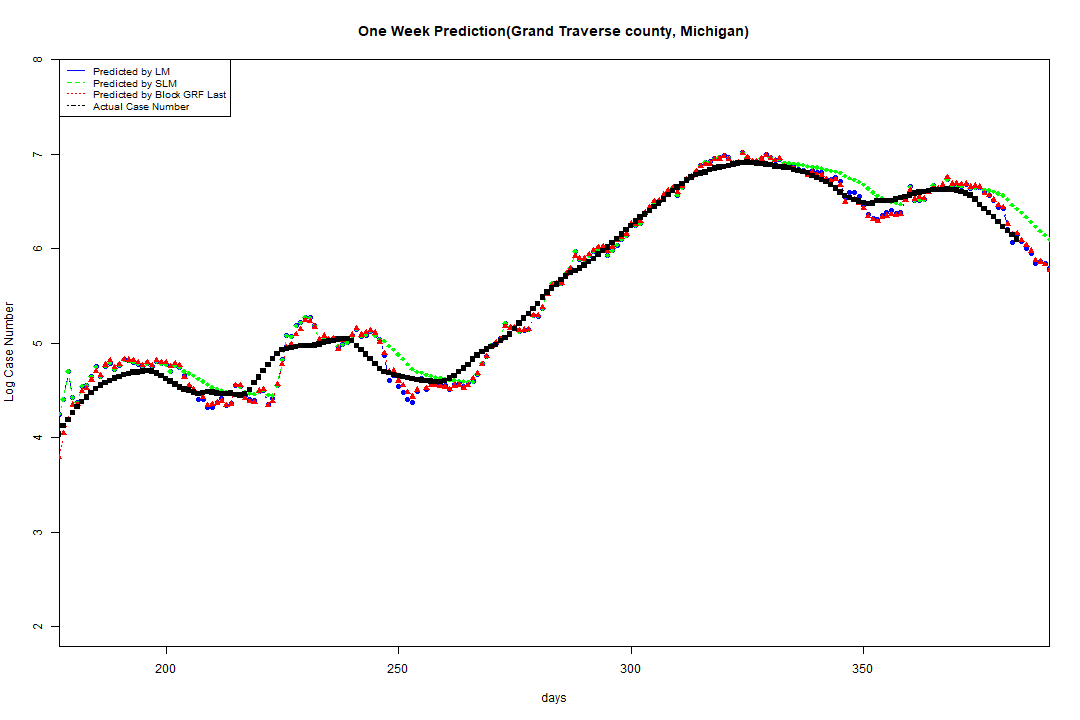 One Week Prediction(Grand Traverse county, Michigan)
Predicted by LM
Predicted by SLM
Predicted by Block GRF Last
Actual Case Number
8
7
6
5
4
3
2
Log Case Number
200 250 300 350
days